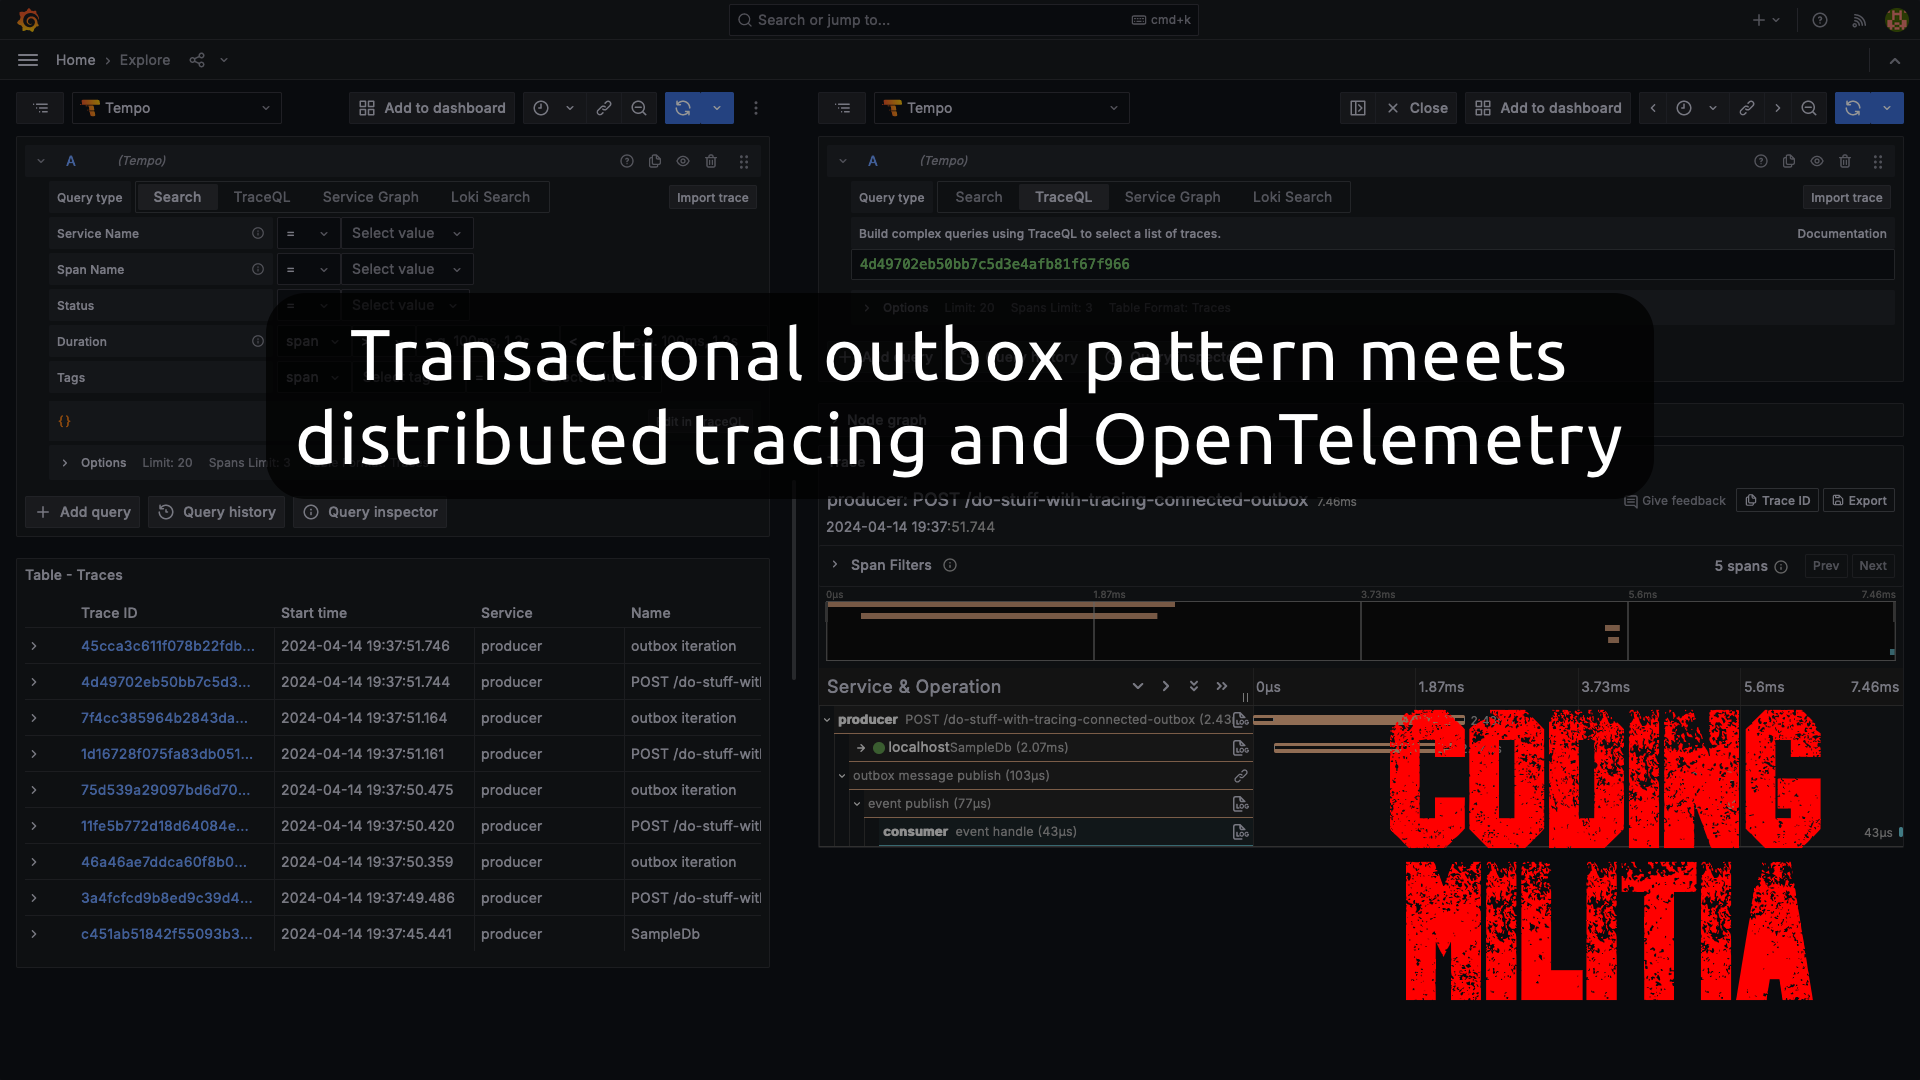 Search or jump to...
cmd+k
Home › Explore
Tempo
Add to dashboard
A (Tempo)
Query type Search TraceQL Service Graph Loki Search Import trace
Service Name = Select value
Span Name = Select value
Status = Select value
Duration span
Tags span
{}
Options Limit: 20 Spans Limit: 3
+ Add query Query history Query inspector
Table - Traces
Trace ID Start time Service Name
45cca3c611f078b22fdb... 2024-04-14 19:37:51.746 producer outbox iteration
4d49702eb50bb7c5d3... 2024-04-14 19:37:51.744 producer POST /do-stuff-wit
7f4cc385964b2843da... 2024-04-14 19:37:51.164 producer outbox iteration
1d16728f075fa83db051... 2024-04-14 19:37:51.161 producer POST /do-stuff-wit
75d539a29097bd6d70... 2024-04-14 19:37:50.475 producer outbox iteration
11fe5b772d18d64084e... 2024-04-14 19:37:50.420 producer POST /do-stuff-wit
46a46ae7ddca60f8b0... 2024-04-14 19:37:50.359 producer outbox iteration
3a4fcfcd9b8ed9c39d4... 2024-04-14 19:37:49.486 producer POST /do-stuff-wit
c451ab51842f55093b3... 2024-04-14 19:37:45.441 producer SampleDb
Tempo
Close Add to dashboard
A (Tempo)
Query type Search TraceQL Service Graph Loki Search Import trace
Build complex queries using TraceQL to select a list of traces. Documentation
4d49702eb50bb7c5d3e4afb81f67f966
Options Limit: 20 Spans Limit: 3 Table Format: Traces
Transactional outbox pattern meets
distributed tracing and OpenTelemetry
Node graph
producer: POST /do-stuff-with-tracing-connected-outbox 7.46ms
Give feedback Trace ID Export
2024-04-14 19:37:51.744
Span Filters 5 spans Prev Next
0µs 1.87ms 3.73ms 5.6ms 7.46ms
Service & Operation 0µs 1.87ms 3.73ms 5.6ms 7.46ms
producer POST /do-stuff-with-tracing-connected-outbox (2.43
localhost SampleDb (2.07ms)
outbox message publish (103µs)
event publish (77µs)
consumer event handle (43µs) 43µs
CODING
MILITIA